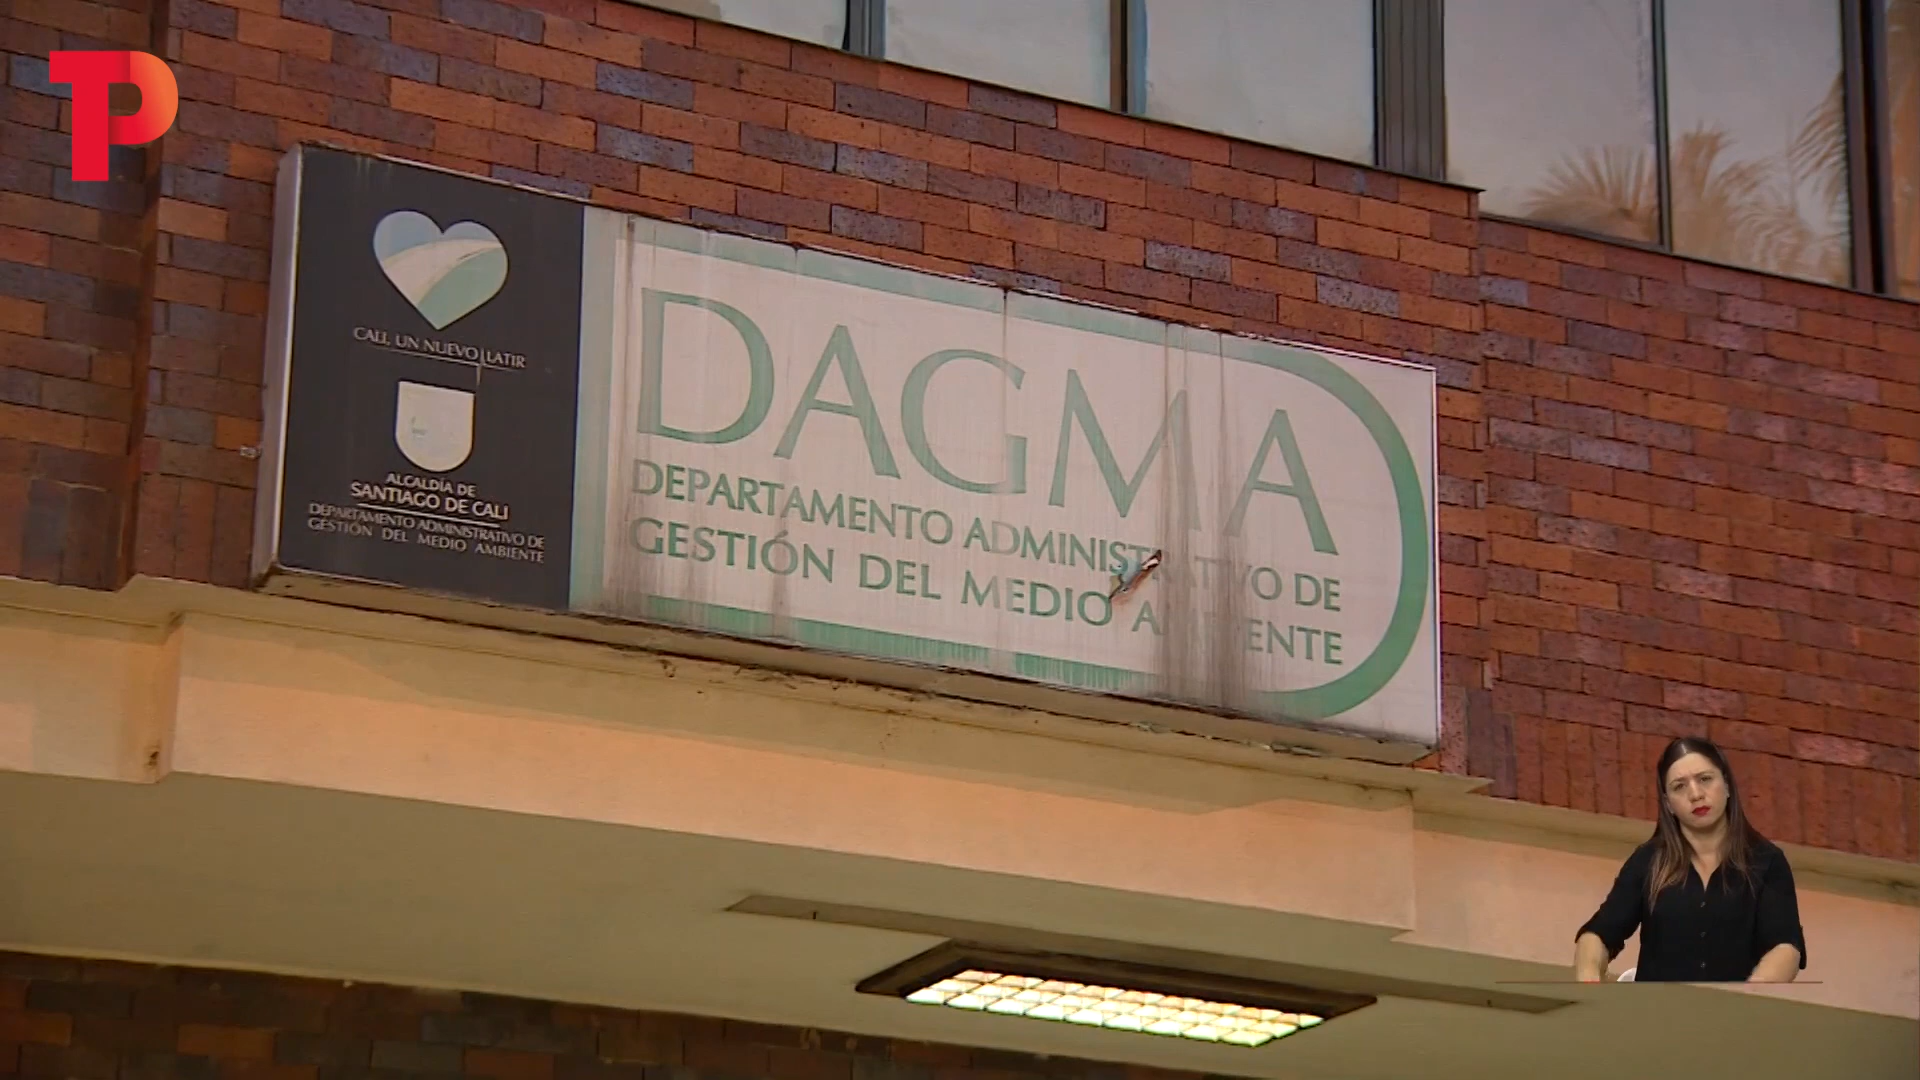 TP
CALI, UN NUEVO LATIR
ALCALDÍA DE
SANTIAGO DE CALI
DEPARTAMENTO ADMINISTRATIVO DE
GESTIÓN DEL MEDIO AMBIENTE
DAGMA
DEPARTAMENTO ADMINISTRATIVO DE
GESTIÓN DEL MEDIO AMBIENTE